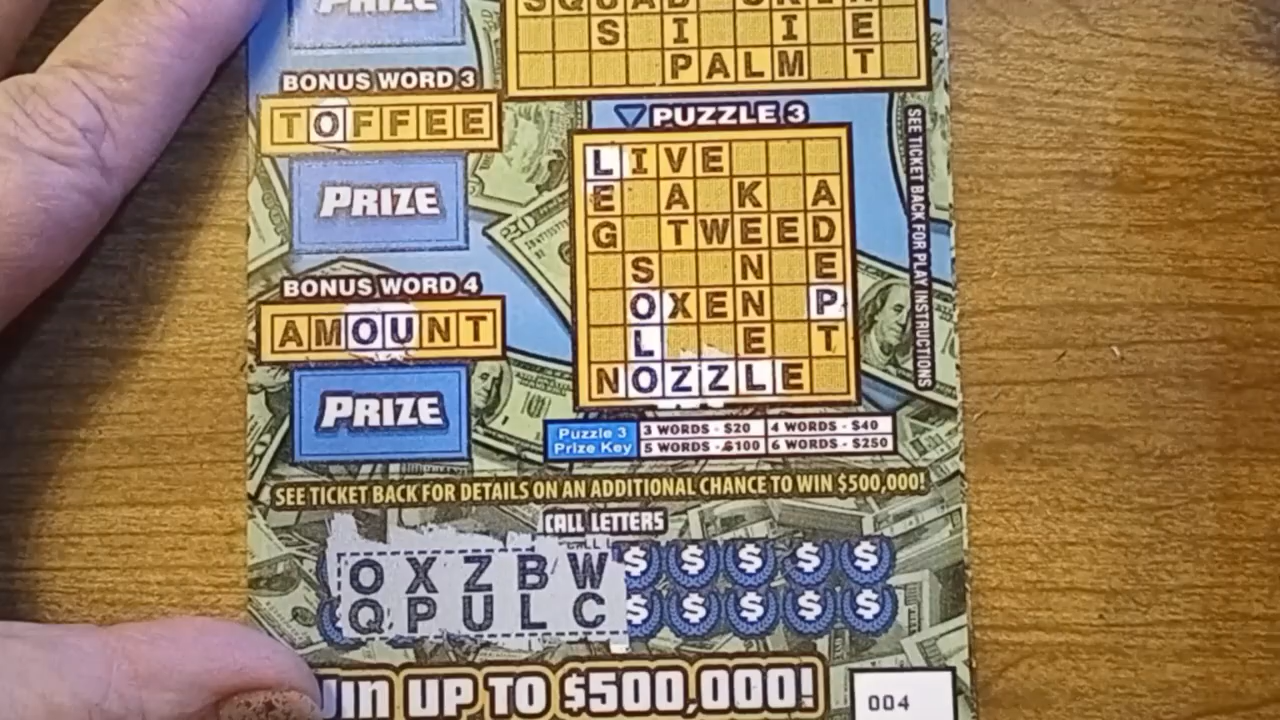 PRIZE
S I E
PALM T
BONUS WORD 3
TOFFEE
PRIZE
BONUS WORD 4
AMOUNT
PRIZE
PUZZLE 3
LIVE
E A K A
G TWEED
S N E
OXEN P
L E T
NOZZLE
Puzzle 3 Prize Key
3 WORDS - $20 4 WORDS - $40
5 WORDS - $100 6 WORDS - $250
SEE TICKET BACK FOR PLAY INSTRUCTIONS
SEE TICKET BACK FOR DETAILS ON AN ADDITIONAL CHANCE TO WIN $500,000!
CALL LETTERS
O X Z B W $ $ $ $ $
Q P U L C $ $ $ $ $
WIN UP TO $500,000!
004